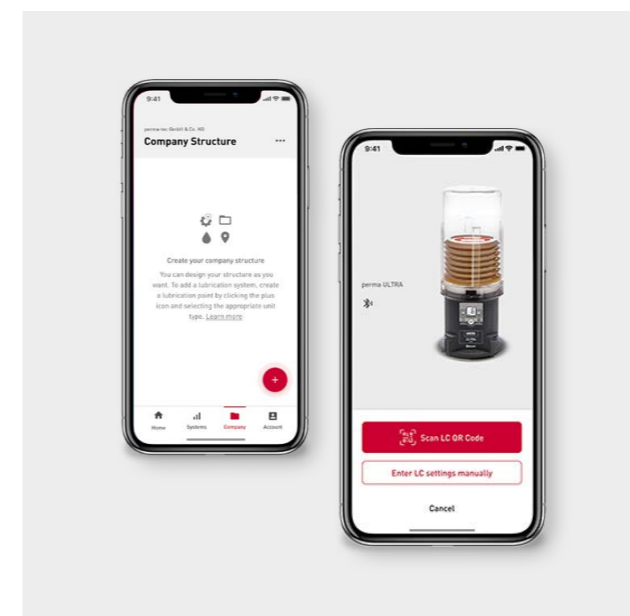 9:41
perma-tec GmbH & Co. KG
Company Structure
Create your company structure
You can design your structure as you
want. To add a lubrication system, create
a lubrication point by clicking the plus
icon and selecting the appropriate unit
type. Learn more
Home
Systems
Company
Account
9:41
perma ULTRA
Scan LC QR Code
Enter LC settings manually
Cancel